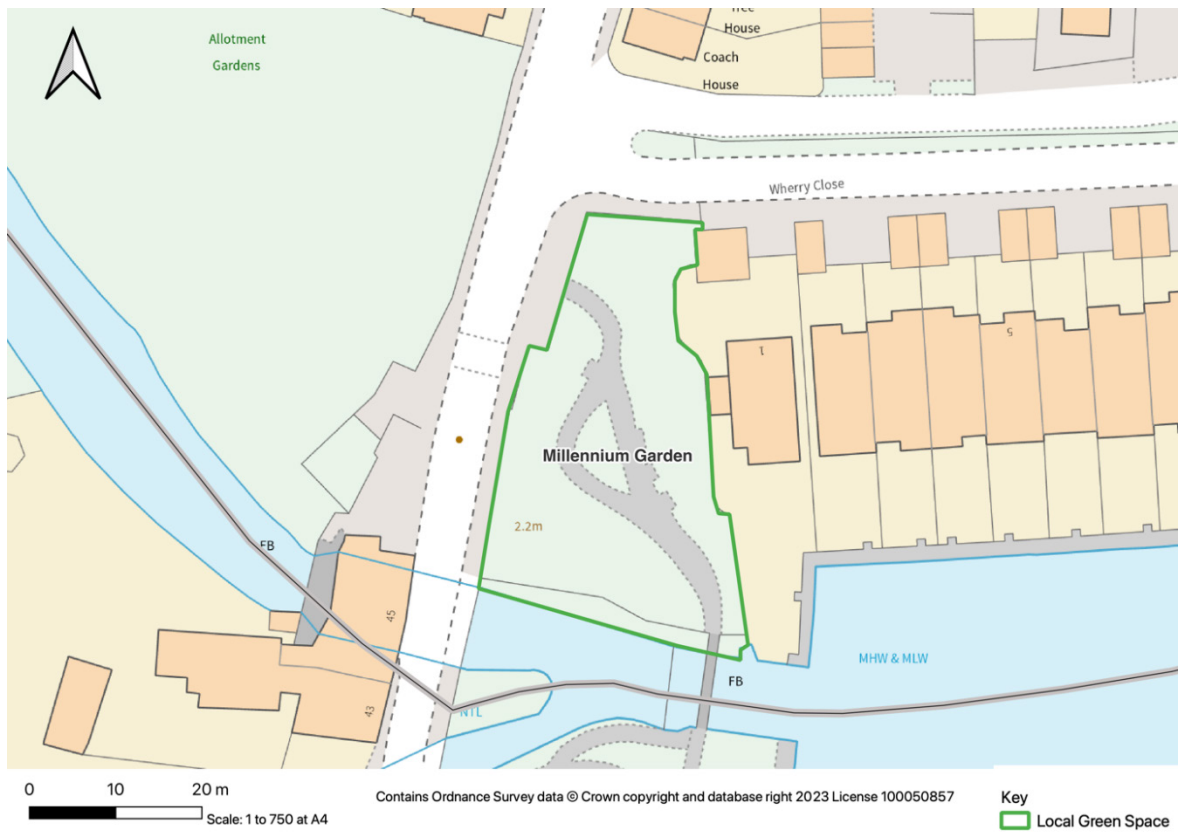 Tree
House
Coach
House
Allotment
Gardens
Wherry Close
1
5
Millennium Garden
2.2m
FB
45
43
NTL
FB
MHW & MLW
0 10 20 m
Scale: 1 to 750 at A4
Contains Ordnance Survey data © Crown copyright and database right 2023 License 100050857
Key
Local Green Space